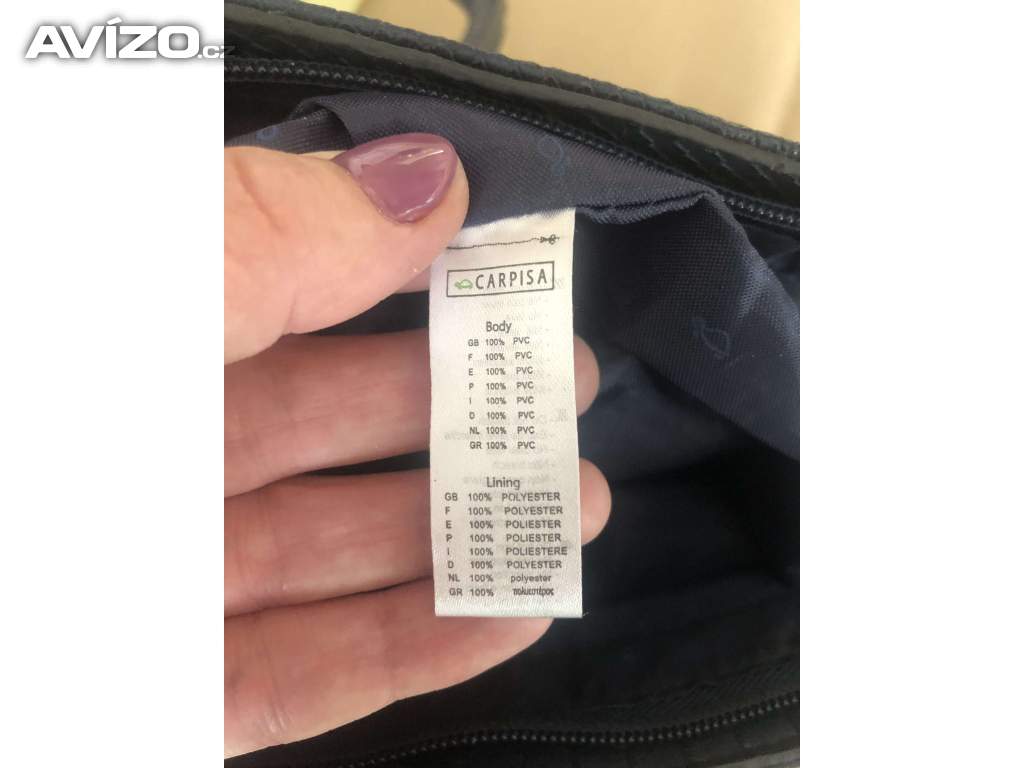 AVÍZO.cz
CARPISA
Body
GB 100% PVC
F 100% PVC
E 100% PVC
P 100% PVC
I 100% PVC
D 100% PVC
NL 100% PVC
GR 100% PVC
Lining
GB 100% POLYESTER
F 100% POLYESTER
E 100% POLIESTER
P 100% POLIESTER
I 100% POLIESTERE
D 100% POLYESTER
NL 100% polyester
GR 100% πολυεστέρος